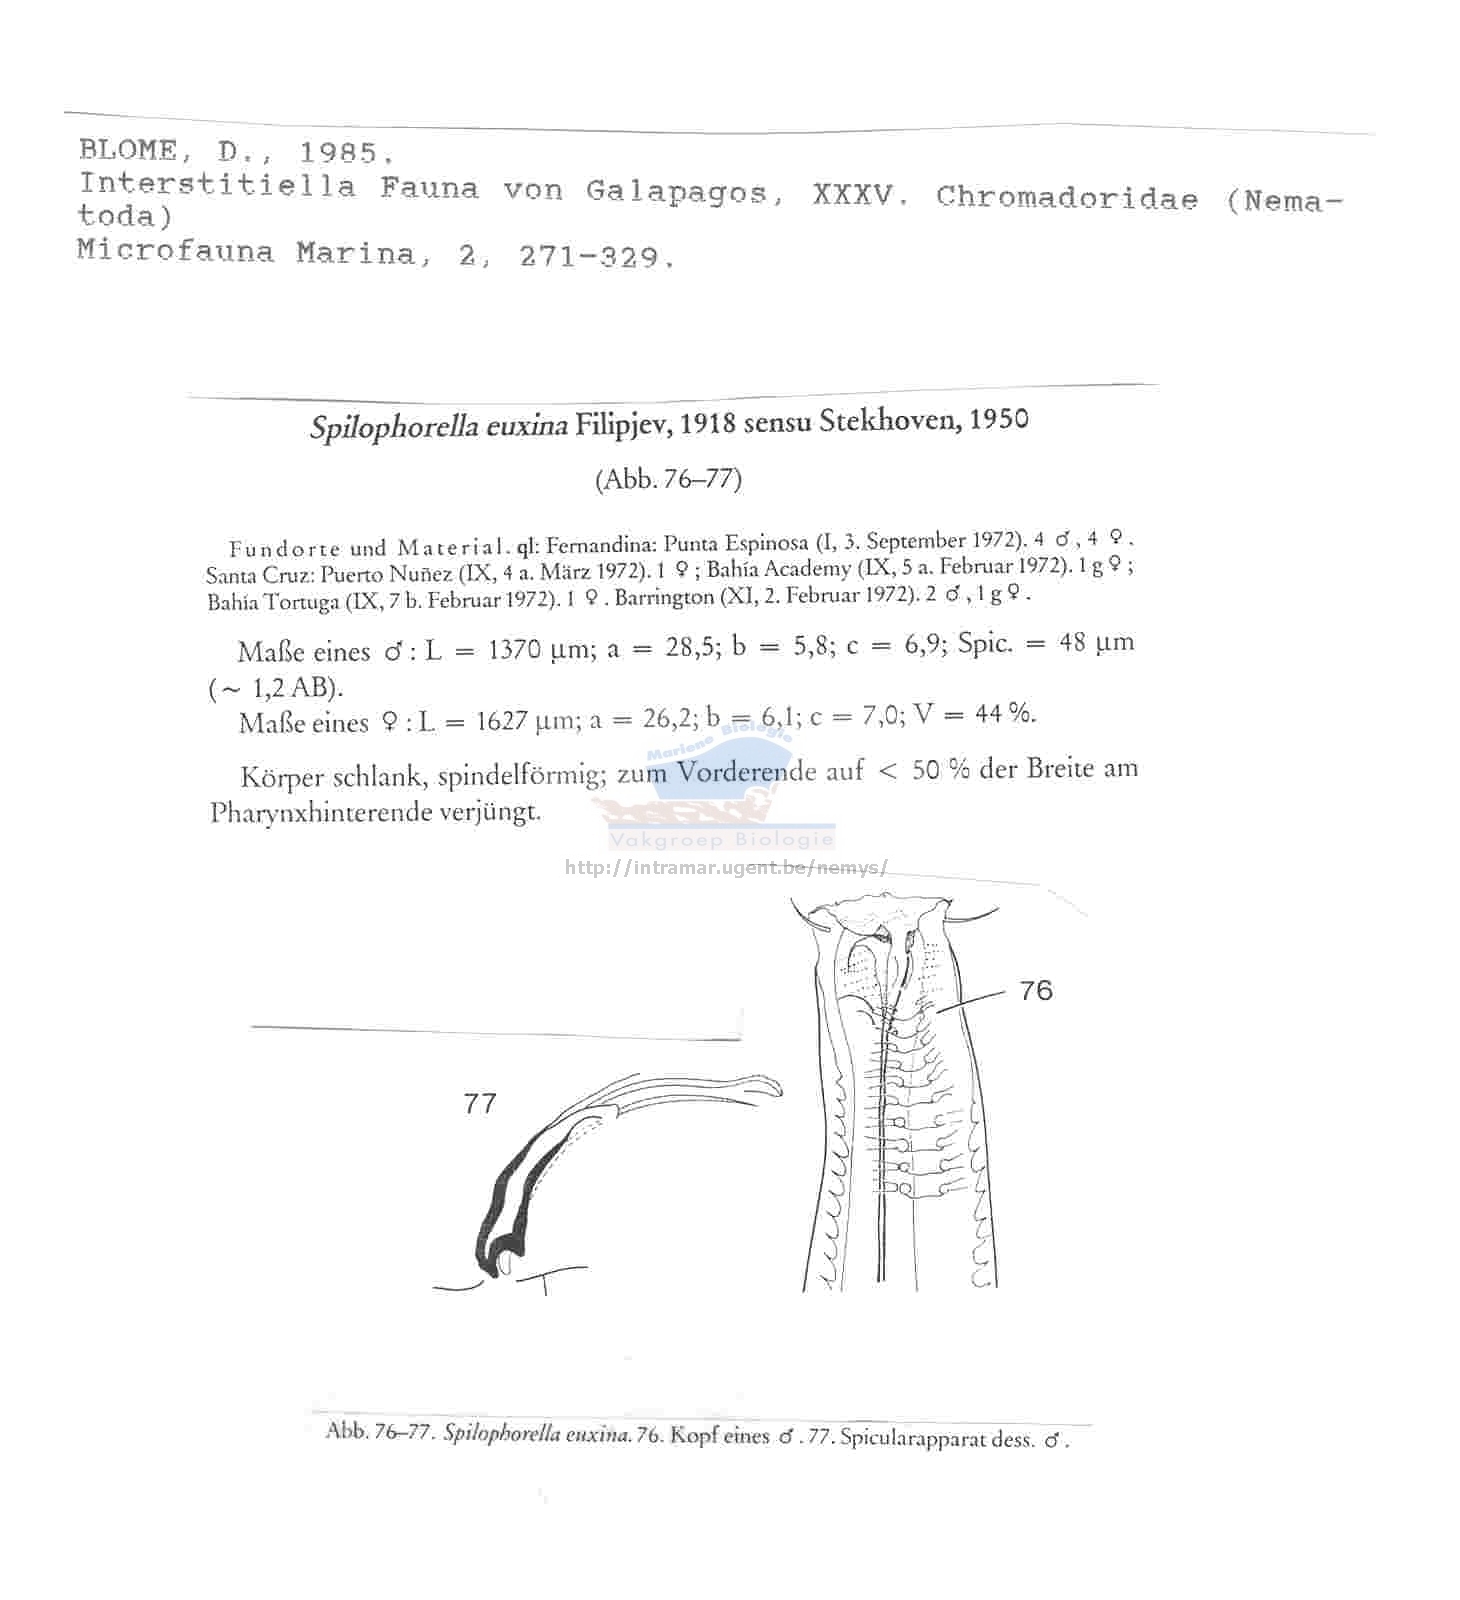 BLOME, D., 1985.
Interstitiella Fauna von Galapagos, XXXV. Chromadoridae (Nema-
toda)
Microfauna Marina, 2, 271-329.
Spilophorella euxina Filipjev, 1918 sensu Stekhoven, 1950
(Abb. 76–77)
Fundorte und Material. ql: Fernandina: Punta Espinosa (I, 3. September 1972). 4 ♂, 4 ♀.
Santa Cruz: Puerto Nuñez (IX, 4 a. März 1972). 1 ♀; Bahía Academy (IX, 5 a. Februar 1972). 1 g ♀;
Bahía Tortuga (IX, 7 b. Februar 1972). 1 ♀. Barrington (XI, 2. Februar 1972). 2 ♂, 1 g ♀.
Maße eines ♂: L = 1370 µm; a = 28,5; b = 5,8; c = 6,9; Spic. = 48 µm
(~ 1,2 AB).
Maße eines ♀: L = 1627 µm; a = 26,2; b = 6,1; c = 7,0; V = 44 %.
Marione Biologie
Körper schlank, spindelförmig; zum Vorderende auf < 50 % der Breite am
Pharynxhinterende verjüngt.
Vakgroep Biologie
http://intramar.ugent.be/nemys/
76
77
Abb. 76–77. Spilophorella euxina. 76. Kopf eines ♂. 77. Spicularapparat dess. ♂.